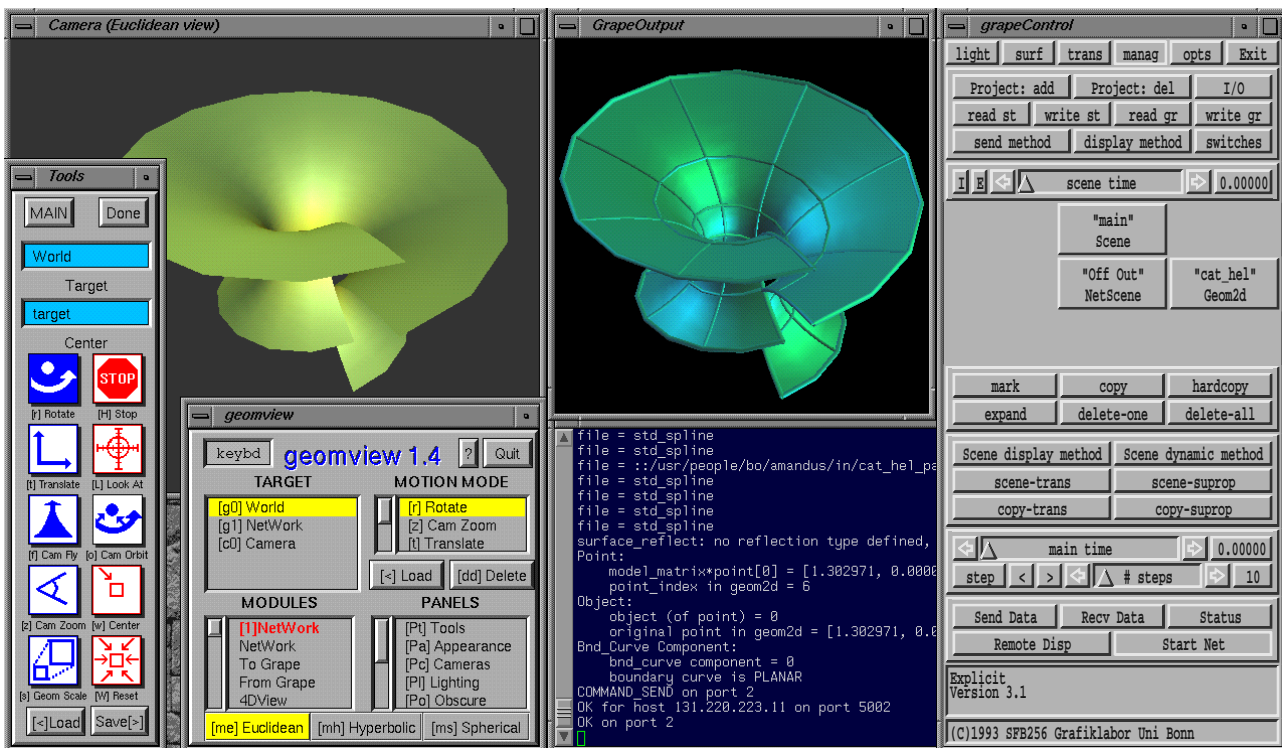 Camera (Euclidean view)
Tools
MAIN Done
World
Target
target
Center
STOP
[r] Rotate [H] Stop
[t] Translate [L] Look At
[f] Cam Fly [o] Cam Orbit
[z] Cam Zoom [w] Center
[s] Geom Scale [W] Reset
[<]Load Save[>]
geomview
keybd geomview 1.4 ? Quit
TARGET MOTION MODE
[g0] World
[g1] NetWork
[c0] Camera
[r] Rotate
[z] Cam Zoom
[t] Translate
[<] Load [dd] Delete
MODULES PANELS
[1]NetWork
NetWork
To Grape
From Grape
4DView
[Pt] Tools
[Pa] Appearance
[Pc] Cameras
[Pl] Lighting
[Po] Obscure
[me] Euclidean [mh] Hyperbolic [ms] Spherical
GrapeOutput
file = std_spline
file = std_spline
file = ::/usr/people/bo/amandus/in/cat_hel_pa
file = std_spline
file = std_spline
file = std_spline
file = std_spline
surface_reflect: no reflection type defined,
Point:
model_matrix*point[0] = [1.302971, 0.0000
point_index in geom2d = 6
Object:
object (of point) = 0
original point in geom2d = [1.302971, 0.0
Bnd_Curve Component:
bnd_curve component = 0
boundary curve is PLANAR
COMMAND_SEND on port 2
OK for host 131.220.223.11 on port 5002
OK on port 2
grapeControl
light surf trans manag opts Exit
Project: add Project: del I/O
read st write st read gr write gr
send method display method switches
I E scene time 0.00000
"main"
Scene
"Off Out"
NetScene
"cat_hel"
Geom2d
mark copy hardcopy
expand delete-one delete-all
Scene display method Scene dynamic method
scene-trans scene-suprop
copy-trans copy-suprop
main time 0.00000
step < > # steps 10
Send Data Recv Data Status
Remote Disp Start Net
Explicit
Version 3.1
(C)1993 SFB256 Grafiklabor Uni Bonn